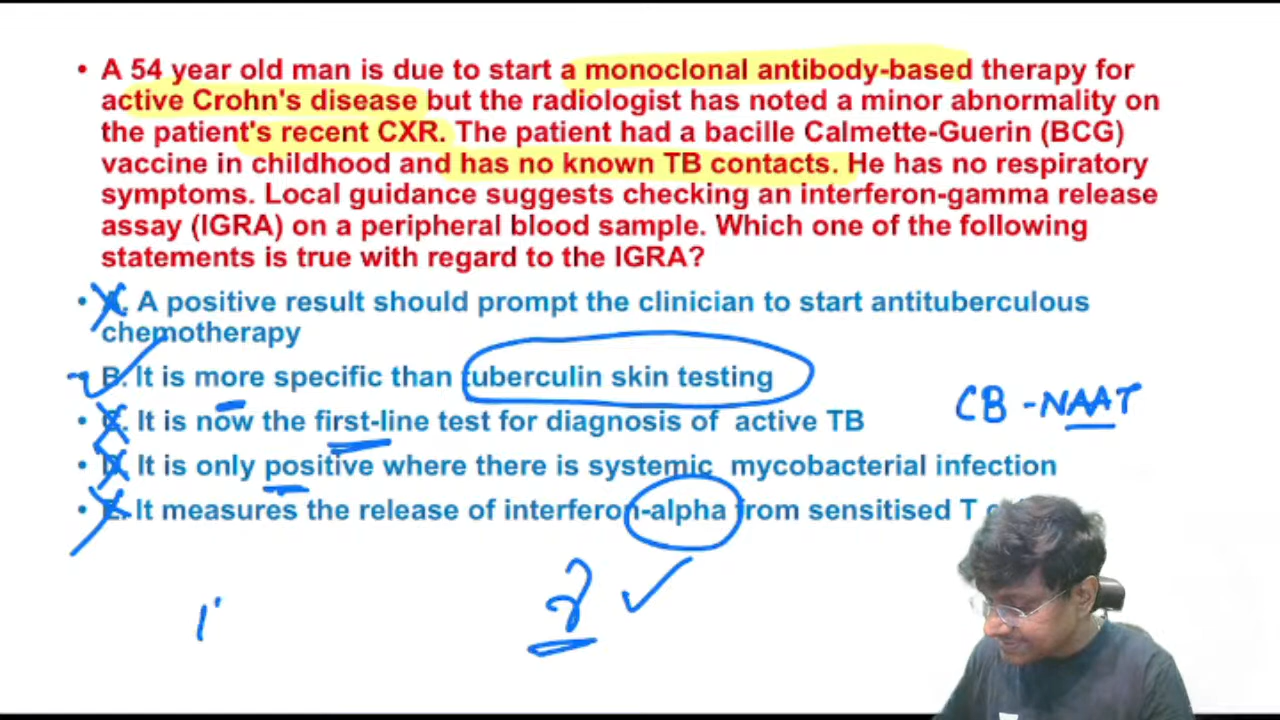 • A 54 year old man is due to start a monoclonal antibody-based therapy for
active Crohn's disease but the radiologist has noted a minor abnormality on
the patient's recent CXR. The patient had a bacille Calmette-Guerin (BCG)
vaccine in childhood and has no known TB contacts. He has no respiratory
symptoms. Local guidance suggests checking an interferon-gamma release
assay (IGRA) on a peripheral blood sample. Which one of the following
statements is true with regard to the IGRA?
• A. A positive result should prompt the clinician to start antituberculous
chemotherapy
• B. It is more specific than tuberculin skin testing
• C. It is now the first-line test for diagnosis of active TB
CB-NAAT
• D. It is only positive where there is systemic mycobacterial infection
• E. It measures the release of interferon-alpha from sensitised T